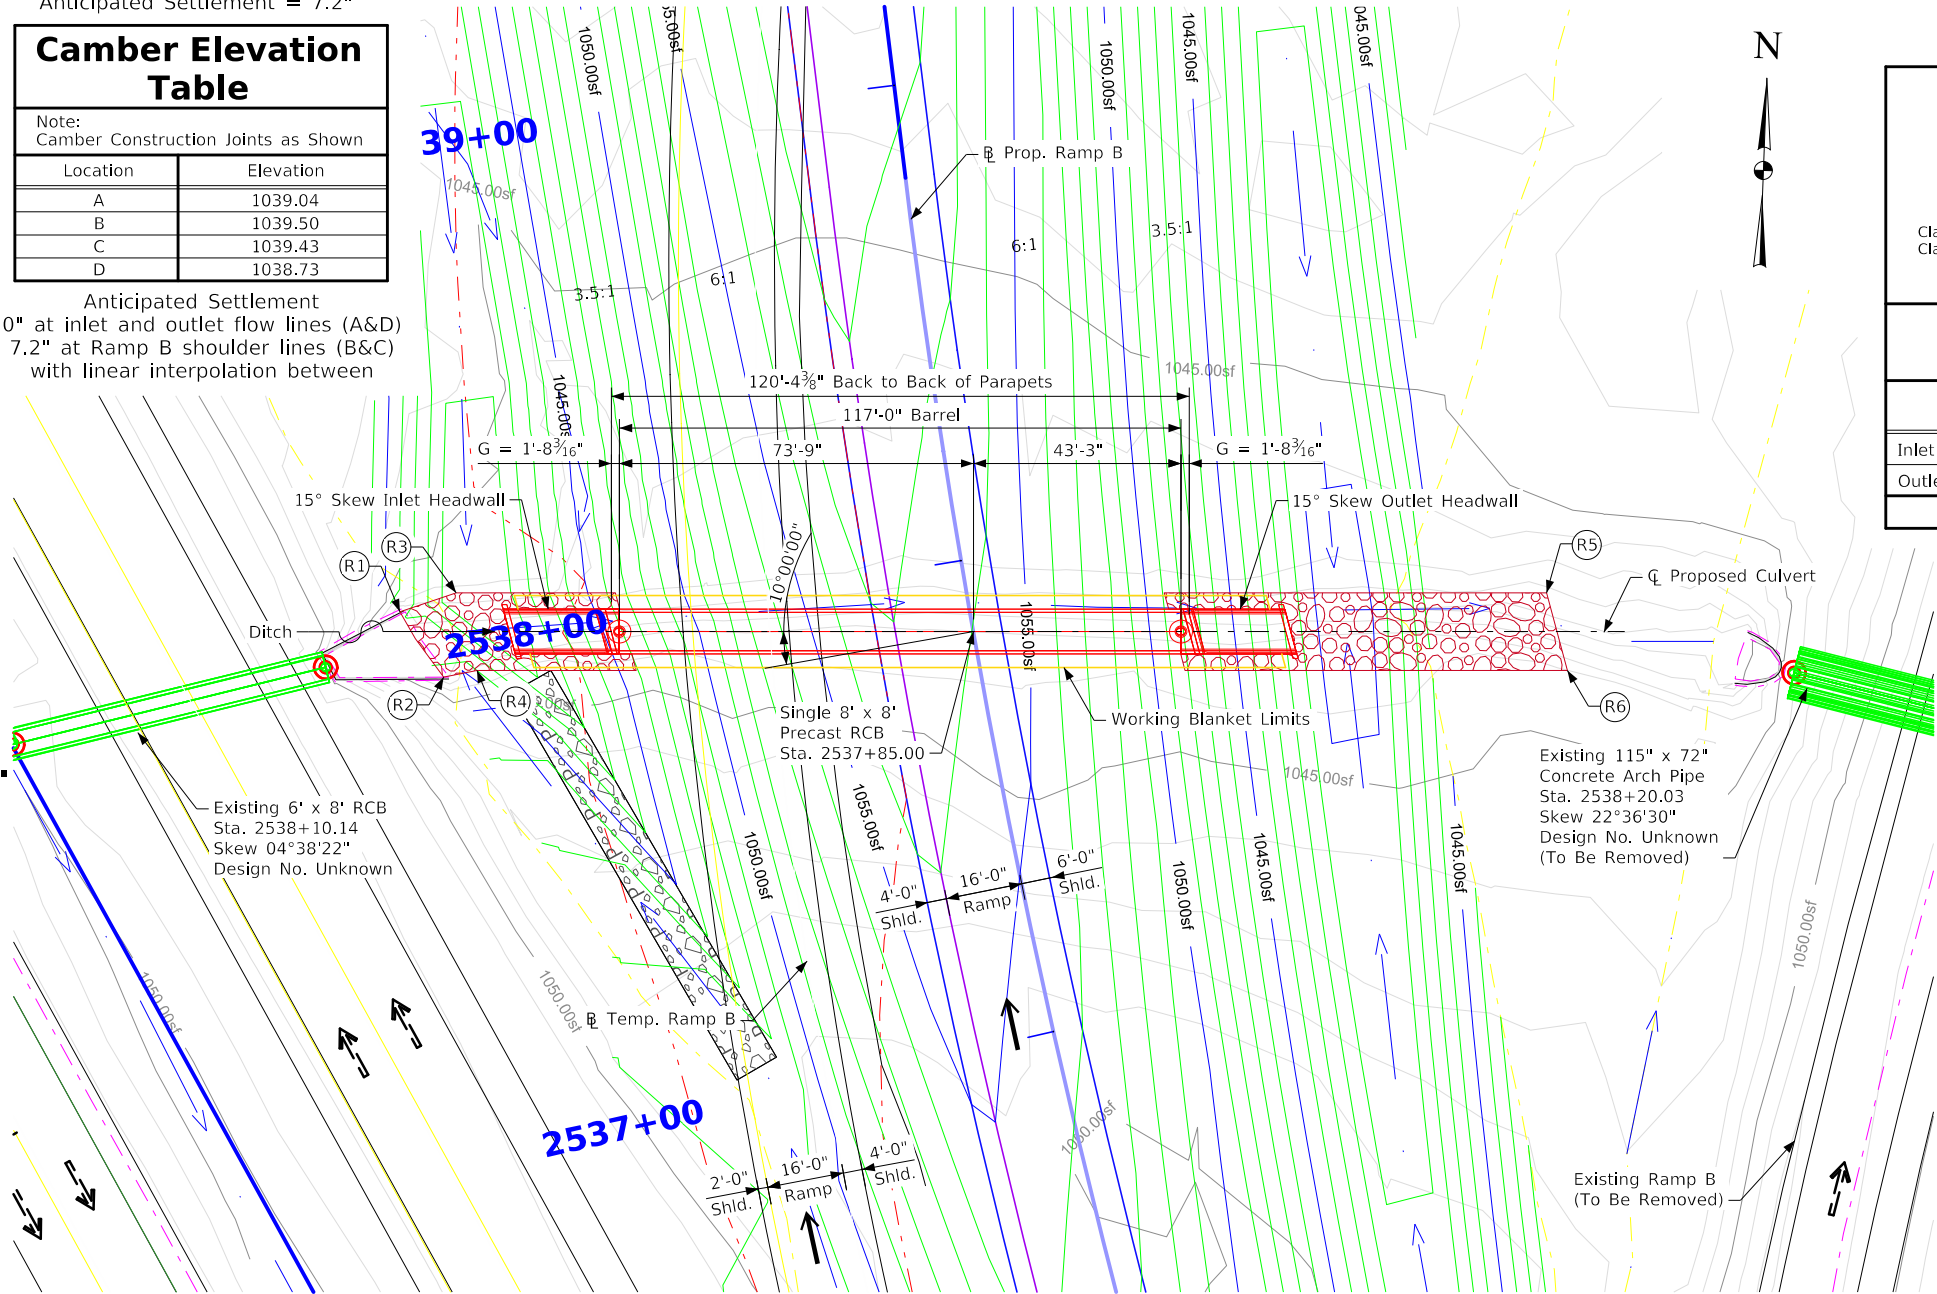 Anticipated Settlement = 7.2"
Camber Elevation
Table
Note:
Camber Construction Joints as Shown
Location Elevation
A 1039.04
B 1039.50
C 1039.43
D 1038.73
Anticipated Settlement
0" at inlet and outlet flow lines (A&D)
7.2" at Ramp B shoulder lines (B&C)
with linear interpolation between
39+00
1045.00sf
1050.00sf
1050.00sf
1045.00sf
N
℄ Prop. Ramp B
3.5:1
6:1
6:1
3.5:1
1045.00sf
120'-4⅜" Back to Back of Parapets
117'-0" Barrel
G = 1'-8³⁄₁₆"
73'-9"
43'-3"
G = 1'-8³⁄₁₆"
15° Skew Inlet Headwall
15° Skew Outlet Headwall
10°00'00"
R1
R3
R5
℄ Proposed Culvert
Ditch
2538+00
1055.00sf
R2
R4
R6
Single 8' x 8'
Precast RCB
Sta. 2537+85.00
Working Blanket Limits
Existing 6' x 8' RCB
Sta. 2538+10.14
Skew 04°38'22"
Design No. Unknown
Existing 115" x 72"
Concrete Arch Pipe
Sta. 2538+20.03
Skew 22°36'30"
Design No. Unknown
(To Be Removed)
1045.00sf
1050.00sf
1055.00sf
1050.00sf
1045.00sf
1045.00sf
4'-0"
Shld.
16'-0"
Ramp
6'-0"
Shld.
1050.00sf
1050.00sf
1050.00sf
℄ Temp. Ramp B
2537+00
1050.00sf
2'-0"
Shld.
16'-0"
Ramp
4'-0"
Shld.
Existing Ramp B
(To Be Removed)
Inlet